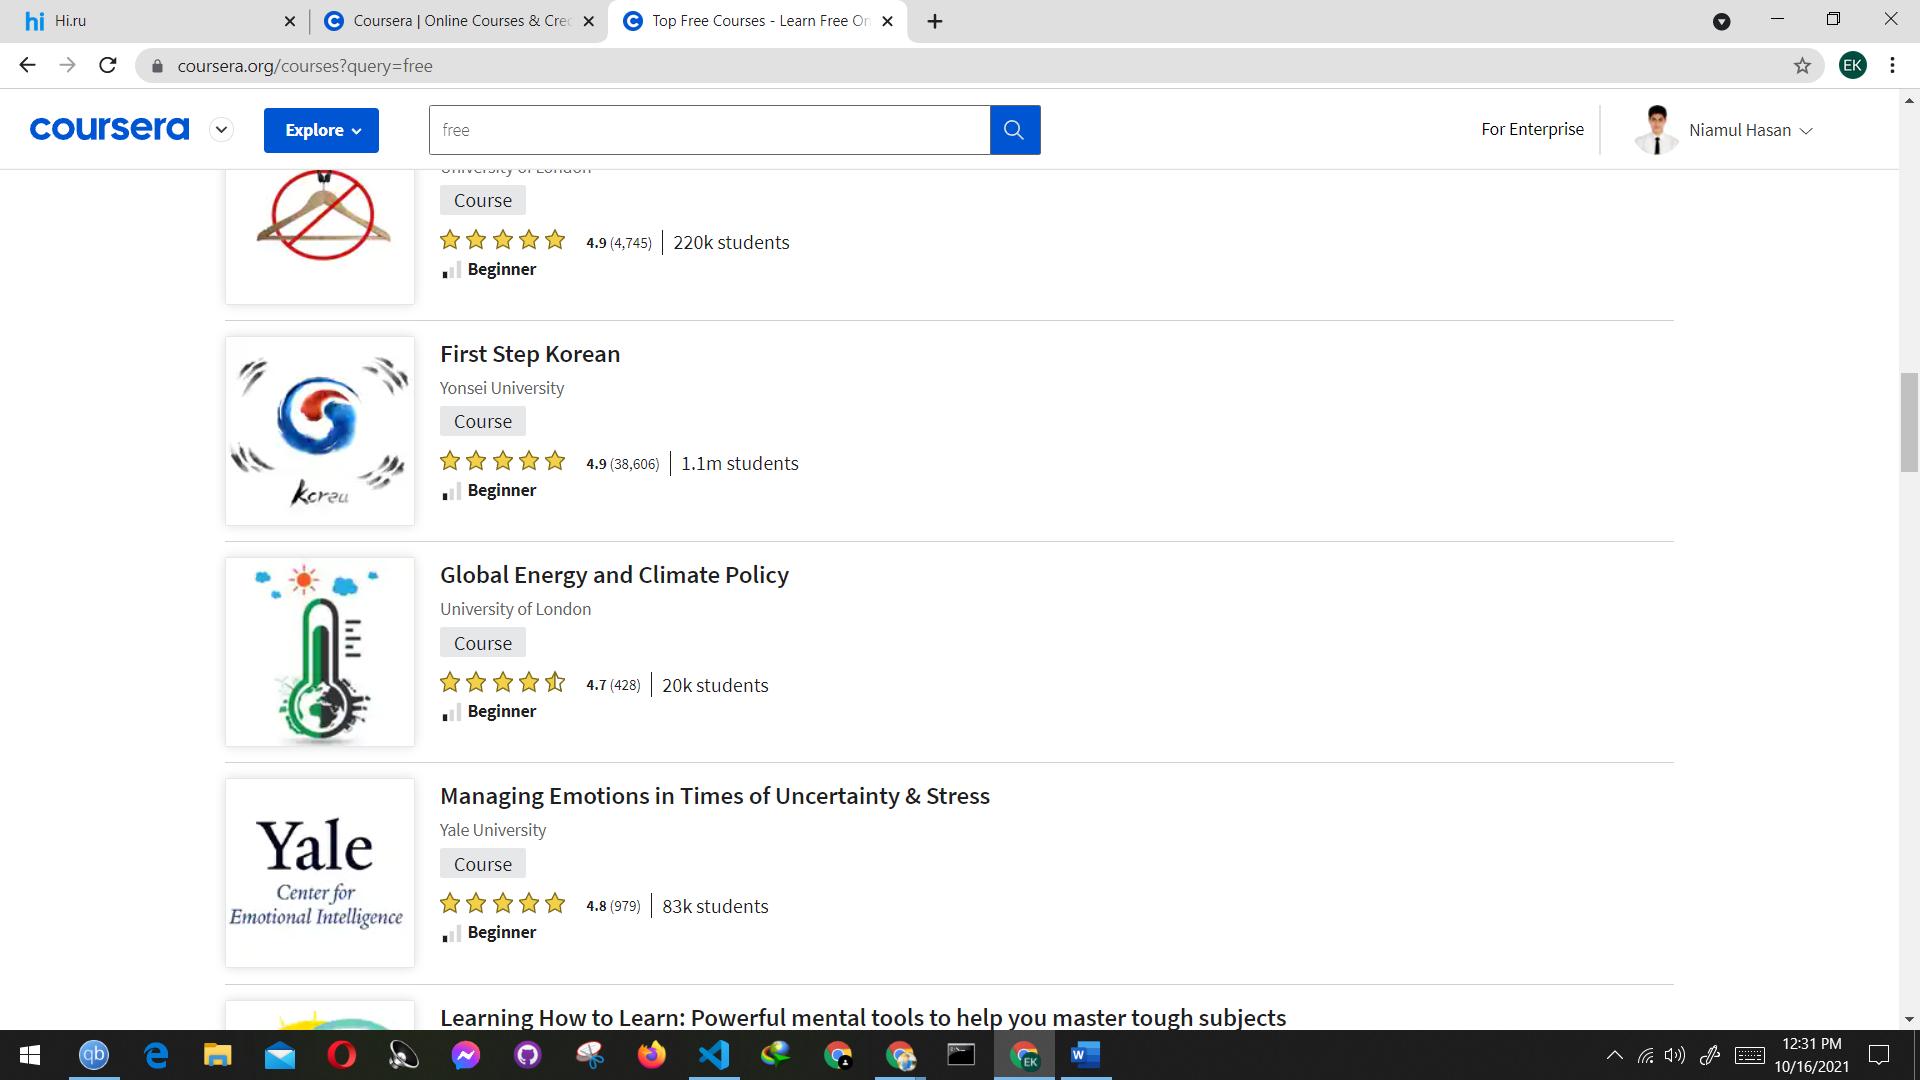 Hi.ru
Coursera | Online Courses & Cre
Top Free Courses - Learn Free On
coursera.org/courses?query=free
EK
coursera
Explore
free
For Enterprise
Niamul Hasan
University of London
Course
4.9 (4,745) | 220k students
Beginner
First Step Korean
Yonsei University
Course
4.9 (38,606) | 1.1m students
Beginner
Korea
Global Energy and Climate Policy
University of London
Course
4.7 (428) | 20k students
Beginner
Managing Emotions in Times of Uncertainty & Stress
Yale University
Course
4.8 (979) | 83k students
Beginner
Yale
Center for
Emotional Intelligence
Learning How to Learn: Powerful mental tools to help you master tough subjects
12:31 PM
10/16/2021